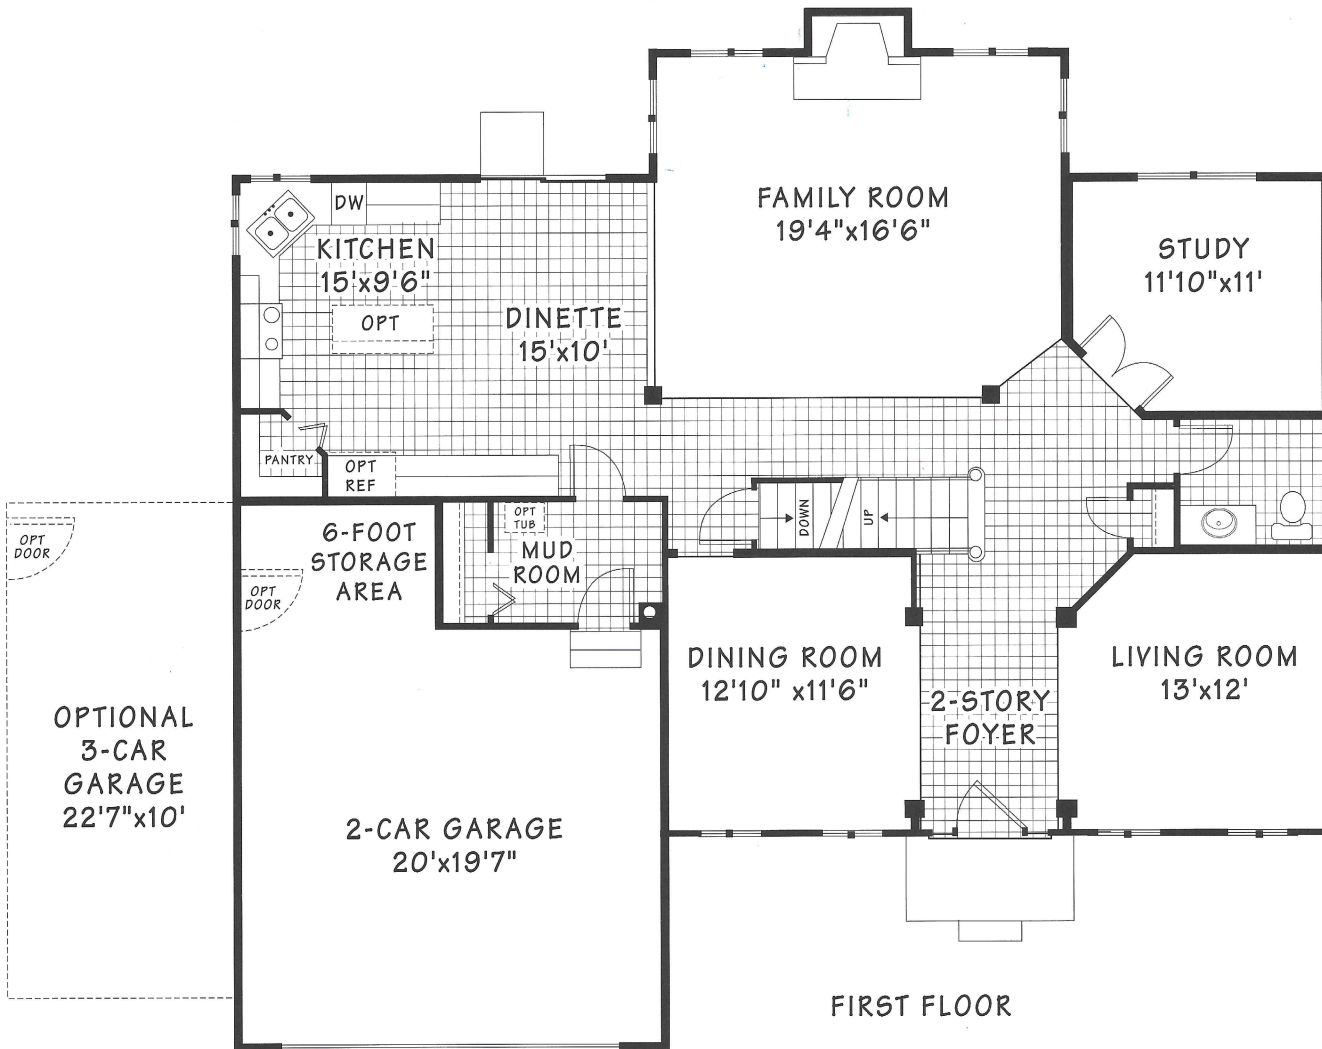 FAMILY ROOM
19'4"x16'6"
DW
KITCHEN
15'x9'6"
STUDY
11'10"x11'
OPT
DINETTE
15'x10'
PANTRY
OPT
REF
OPT
DOOR
6-FOOT
STORAGE
AREA
OPT
TUB
MUD
ROOM
DOWN
UP
OPT
DOOR
DINING ROOM
12'10" x11'6"
LIVING ROOM
13'x12'
2-STORY
FOYER
OPTIONAL
3-CAR
GARAGE
22'7"x10'
2-CAR GARAGE
20'x19'7"
FIRST FLOOR